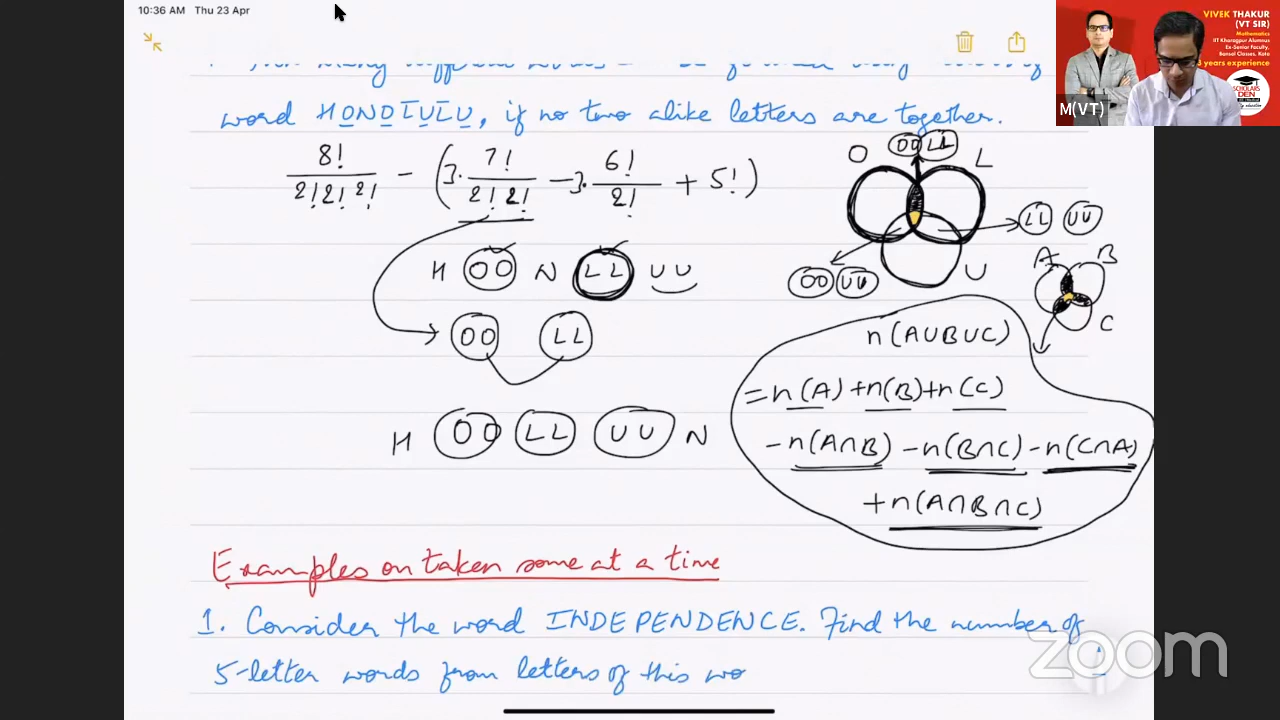 10:36 AM Thu 23 Apr
VIVEK THAKUR
(VT SIR)
Mathematics
IIT Kharagpur Alumnus
Ex-Senior Faculty,
Bansal Classes, Kota
years experience
SCHOLARS
DEN
M(VT)
word HONOLULU, if no two alike letters are together.
8!/2!2!2! - (3.7!/2!2! - 3.6!/2! + 5!)
O OO LL L
LL UU
OO UU U
H OO N LL UU
A B
C
OO LL
n(A∪B∪C)
=n(A)+n(B)+n(C)
-n(A∩B) -n(B∩C) -n(C∩A)
+n(A∩B∩C)
H OO LL UU N
Examples on taken some at a time
1. Consider the word INDEPENDENCE. Find the number of
5-letter words from letters of this wo
zoom